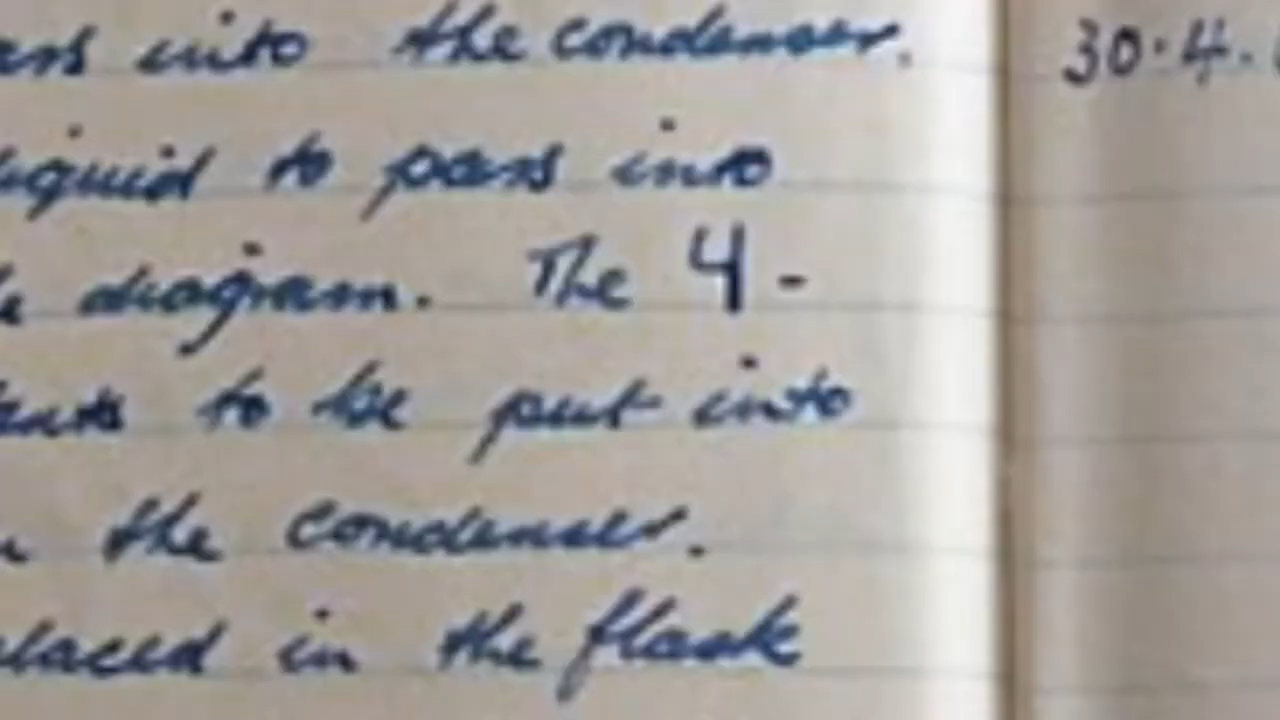 into the condenser.
liquid to pass into
diagram. The 4 -
to be put into
the condenser.
placed in the flask
30.4.